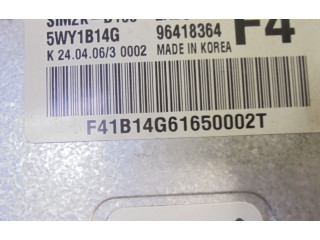 5WY1B14G 96418364 F4
K 24.04.06/3 0002 MADE IN KOREA
F41B14G61650002T